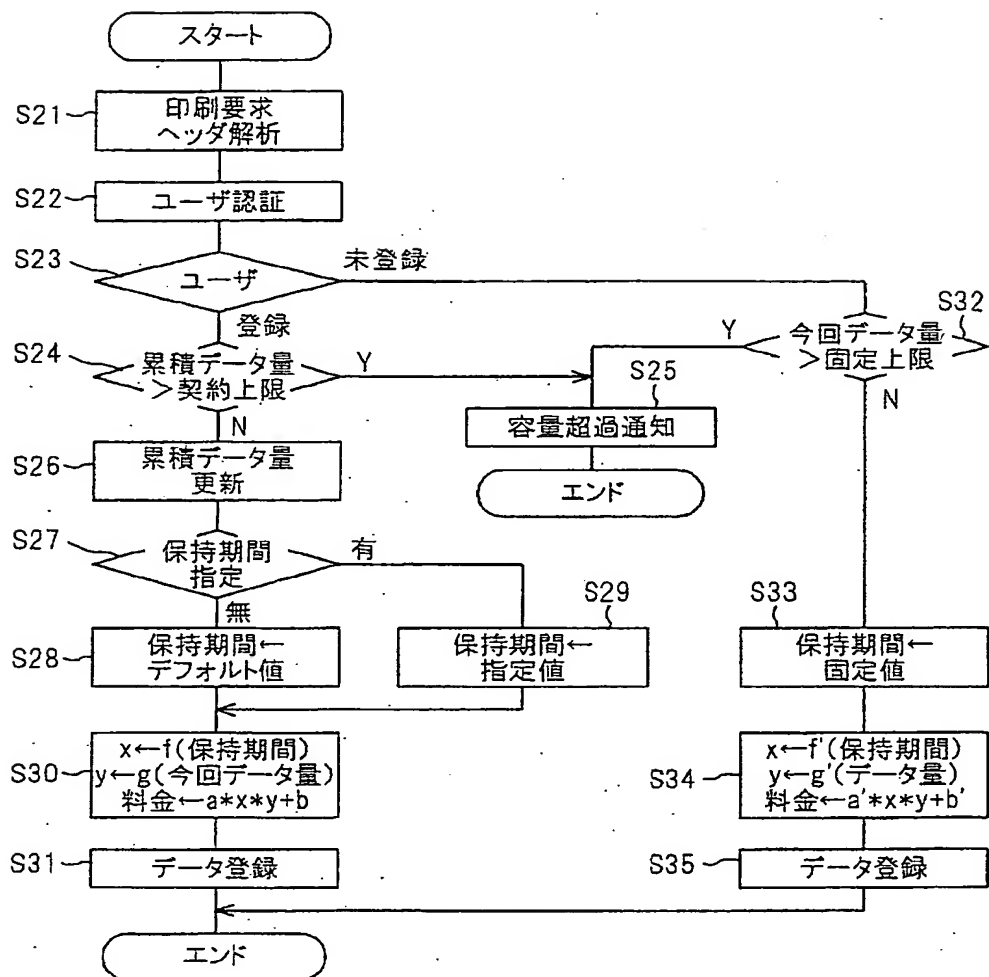 スタート
S21
印刷要求
ヘッダ解析
S22
ユーザ認証
S23
ユーザ
未登録
登録
S24
累積データ量
>契約上限
Y
N
S32
今回データ量
>固定上限
Y
N
S25
容量超過通知
エンド
S26
累積データ量
更新
S27
保持期間
指定
有
無
S28
保持期間←
デフォルト値
S29
保持期間←
指定値
S33
保持期間←
固定値
S30
x←f(保持期間)
y←g(今回データ量)
料金←a*x*y+b
S34
x←f'(保持期間)
y←g'(データ量)
料金←a'*x*y+b'
S31
データ登録
S35
データ登録
エンド